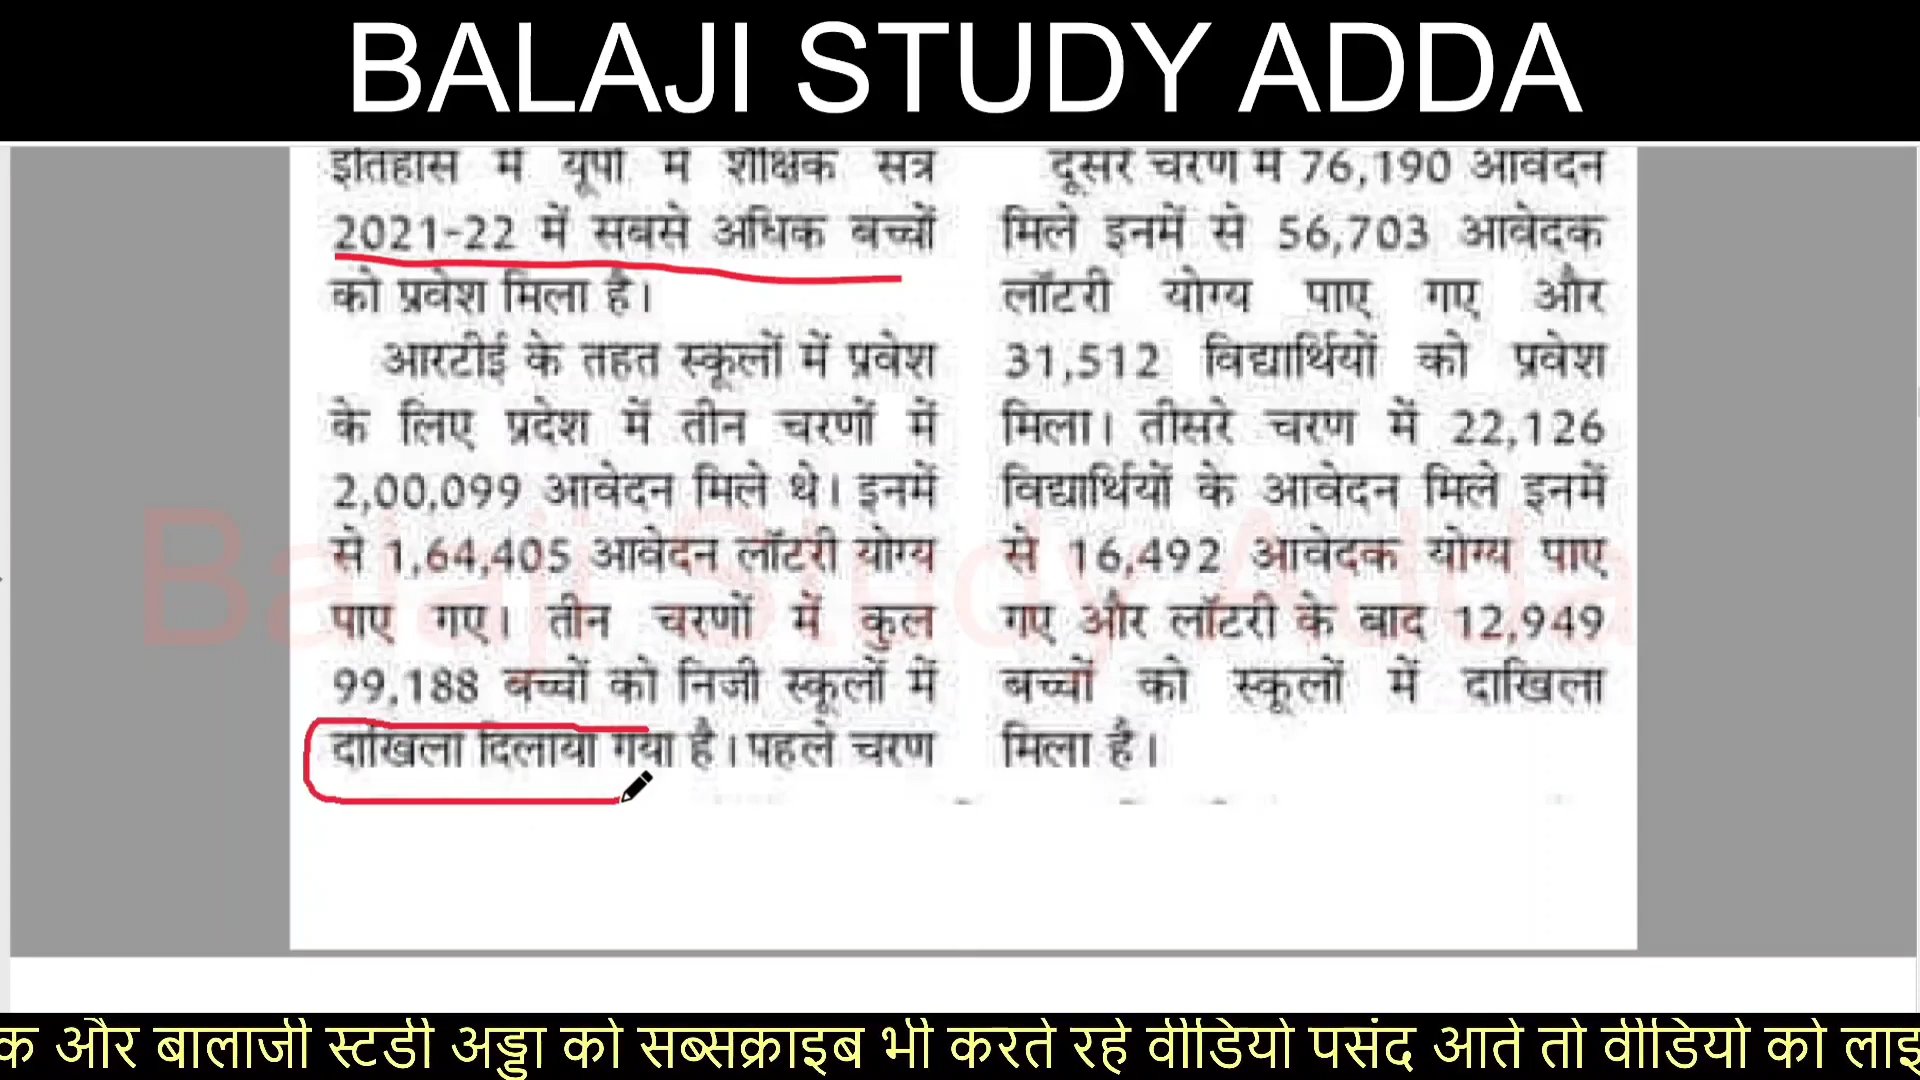 BALAJI STUDY ADDA
इतिहास में यूपी में शैक्षिक सत्र
2021-22 में सबसे अधिक बच्चों
को प्रवेश मिला है।
आरटीई के तहत स्कूलों में प्रवेश
के लिए प्रदेश में तीन चरणों में
2,00,099 आवेदन मिले थे। इनमें
से 1,64,405 आवेदन लॉटरी योग्य
पाए गए। तीन चरणों में कुल
99,188 बच्चों को निजी स्कूलों में
दाखिला दिलाया गया है। पहले चरण
दूसरे चरण में 76,190 आवेदन
मिले इनमें से 56,703 आवेदक
लॉटरी योग्य पाए गए और
31,512 विद्यार्थियों को प्रवेश
मिला। तीसरे चरण में 22,126
विद्यार्थियों के आवेदन मिले इनमें
से 16,492 आवेदक योग्य पाए
गए और लॉटरी के बाद 12,949
बच्चों को स्कूलों में दाखिला
मिला है।
Balaji Study Adda
क और बालाजी स्टडी अड्डा को सब्सक्राइब भी करते रहे वीडियो पसंद आते तो वीडियो को लाइ